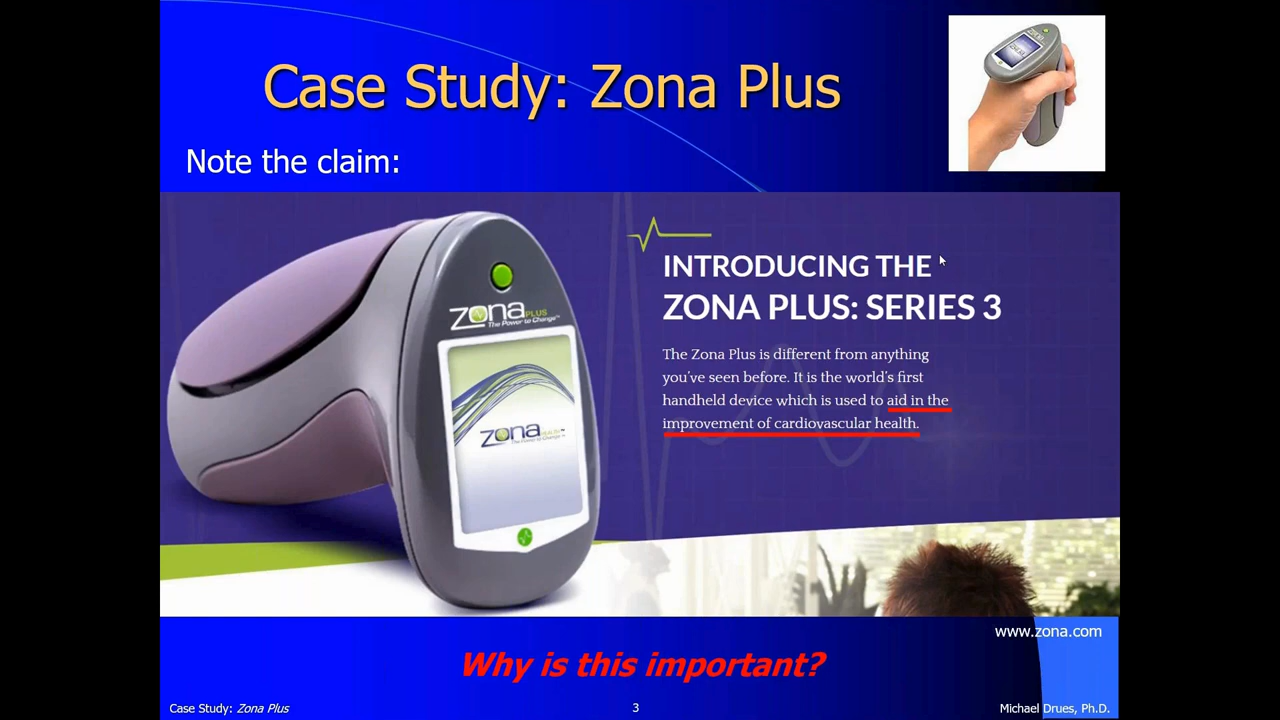 Case Study: Zona Plus
Note the claim:
INTRODUCING THE
ZONA PLUS: SERIES 3
The Zona Plus is different from anything
you've seen before. It is the world's first
handheld device which is used to aid in the
improvement of cardiovascular health.
zona PLUS
The Power to Change™
zona
www.zona.com
Why is this important?
Case Study: Zona Plus
3
Michael Drues, Ph.D.